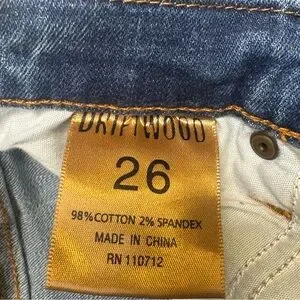 DRIFTWOOD
26
98% COTTON 2% SPANDEX
MADE IN CHINA
RN 110712